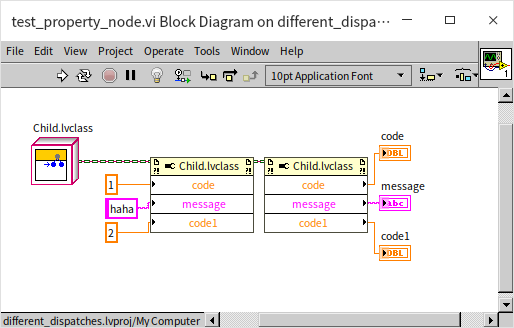 test_property_node.vi Block Diagram on different_dispa...
File Edit View Project Operate Tools Window Help
10pt Application Font
1
Child.lvclass
Child.lvclass
Child.lvclass
code
DBL
1
code
code
message
haha
message
message
abc
code1
2
code1
code1
DBL
different_dispatches.lvproj/My Computer